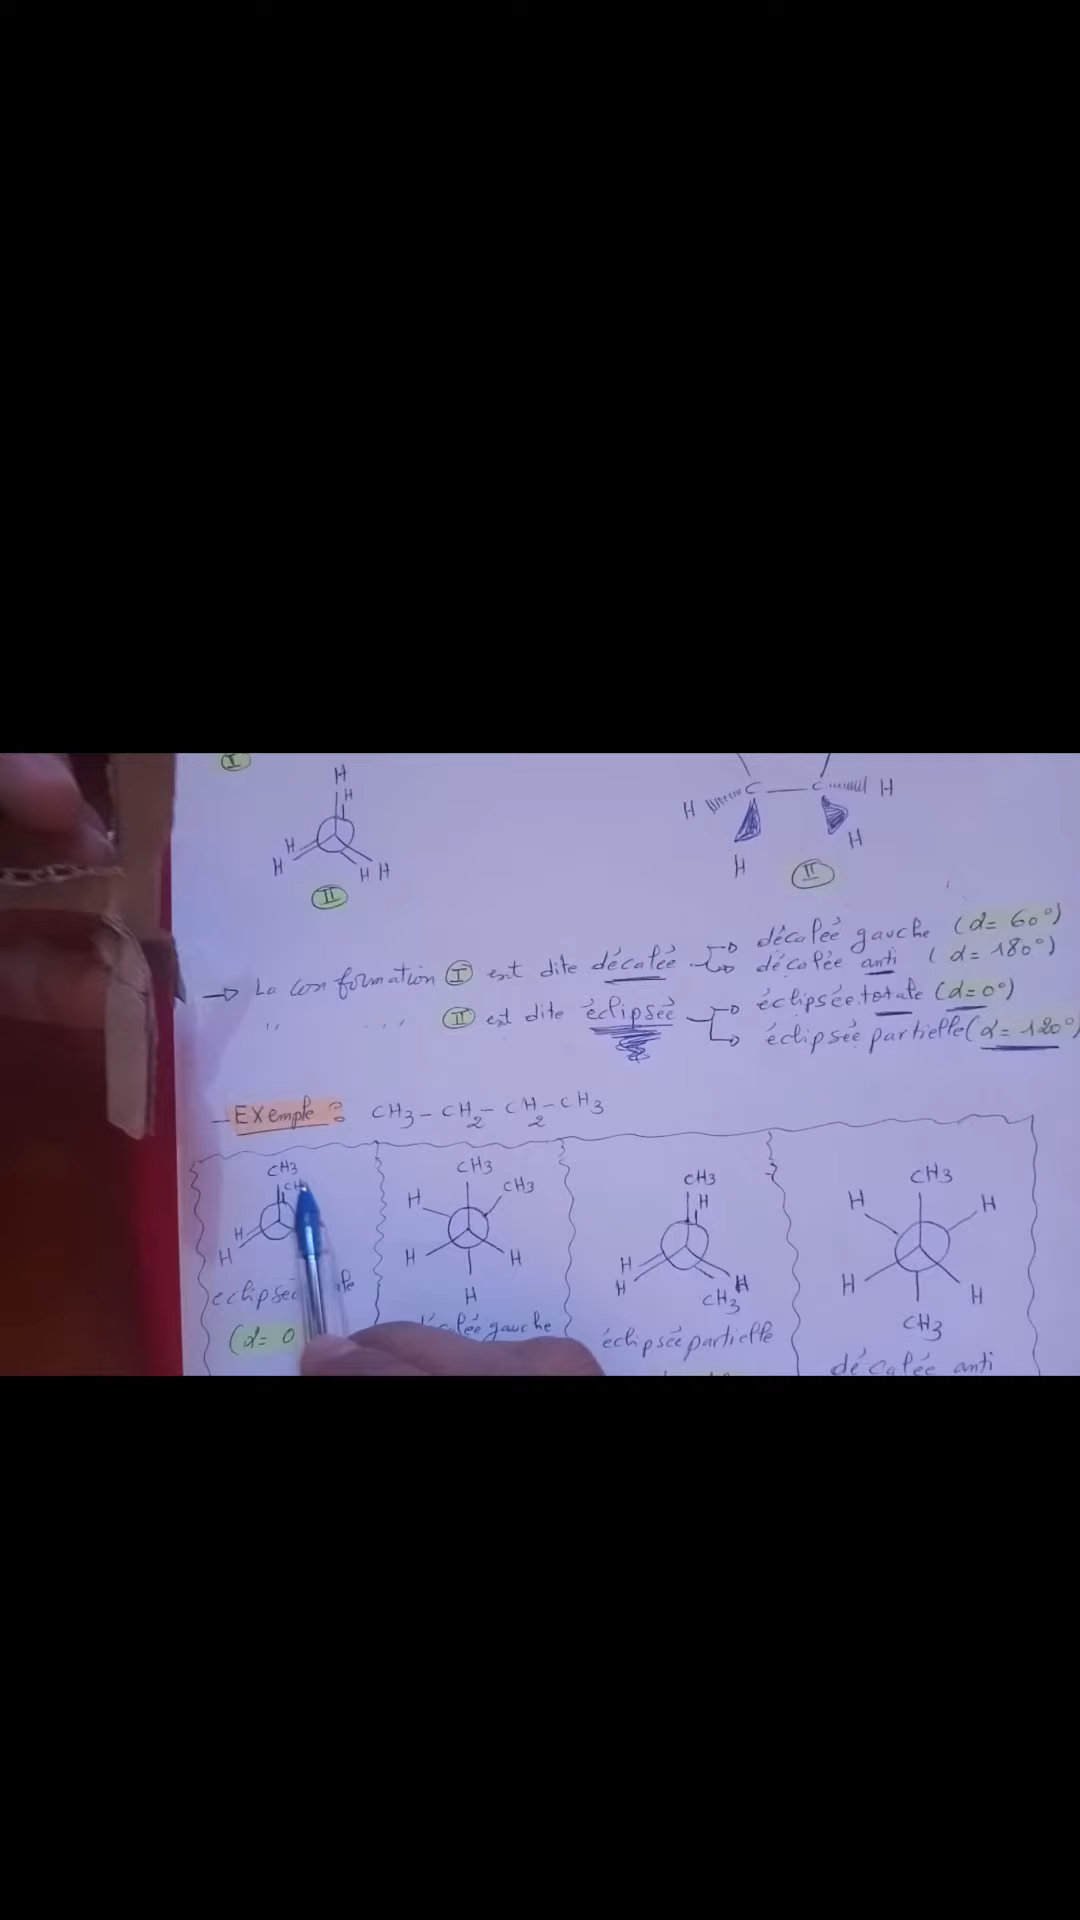 I
H
H
H
H
H H
II
C C
H H
H H
II
→ La conformation I est dite décalée → décalée gauche (α = 60°)
→ décalée anti (α = 180°)
" " II est dite éclipsée → éclipsée totale (α = 0°)
→ éclipsée partielle (α = 120°)
- Exemple : CH3 - CH2 - CH2 - CH3
CH3
H
H
éclipsée
(α = 0
CH3
CH3
H
H H
H
gauche
CH3
H
H
H
H
CH3
éclipsée partielle
CH3
H H
H H
CH3
décalée anti